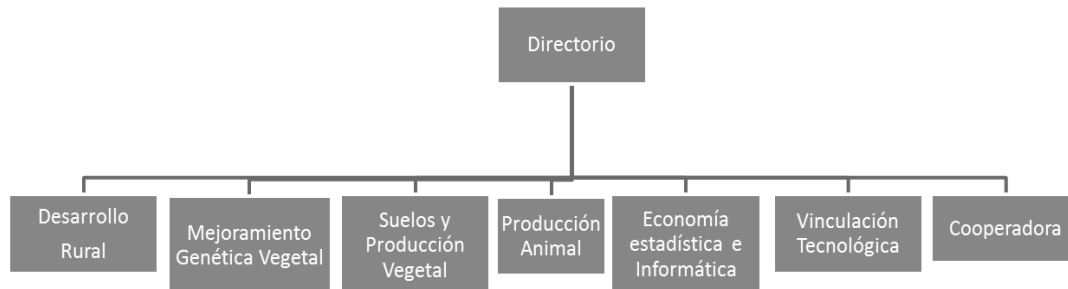 Directorio
Desarrollo
Rural
Mejoramiento
Genética Vegetal
Suelos y
Producción
Vegetal
Producción
Animal
Economía
estadística e
Informática
Vinculación
Tecnológica
Cooperadora